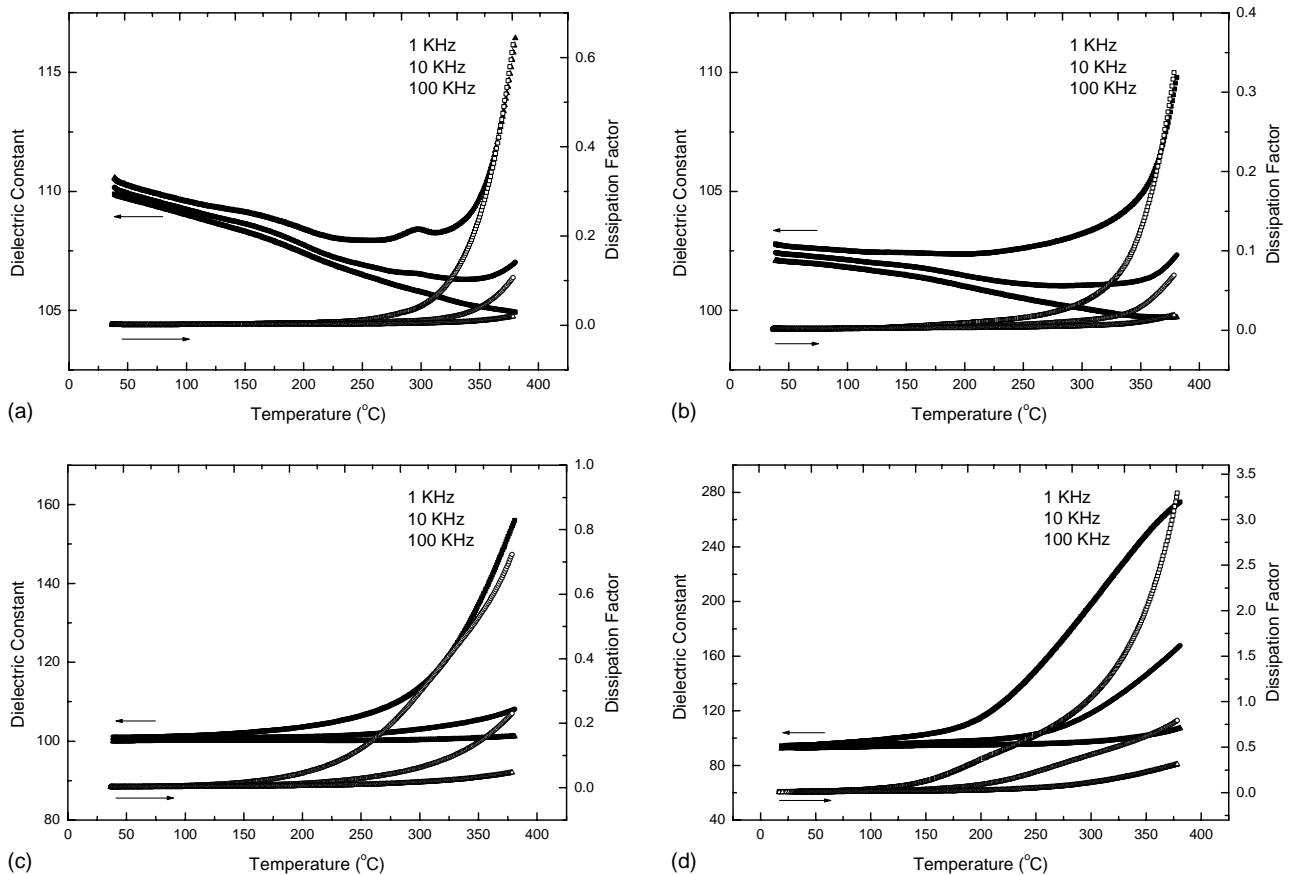 1 KHz
10 KHz
100 KHz
115
110
105
Dielectric Constant
0.6
0.4
0.2
0.0
Dissipation Factor
0 50 100 150 200 250 300 350 400
Temperature (°C)
(a)
1 KHz
10 KHz
100 KHz
110
105
100
Dielectric Constant
0.4
0.3
0.2
0.1
0.0
Dissipation Factor
0 50 100 150 200 250 300 350 400
Temperature (°C)
(b)
1 KHz
10 KHz
100 KHz
160
140
120
100
Dielectric Constant
1.0
0.8
0.6
0.4
0.2
0.0
Dissipation Factor
0 50 100 150 200 250 300 350 400
Temperature (°C)
(c)
1 KHz
10 KHz
100 KHz
280
240
200
160
120
80
40
Dielectric Constant
3.5
3.0
2.5
2.0
1.5
1.0
0.5
0.0
Dissipation Factor
0 50 100 150 200 250 300 350 400
Temperature (°C)
(d)